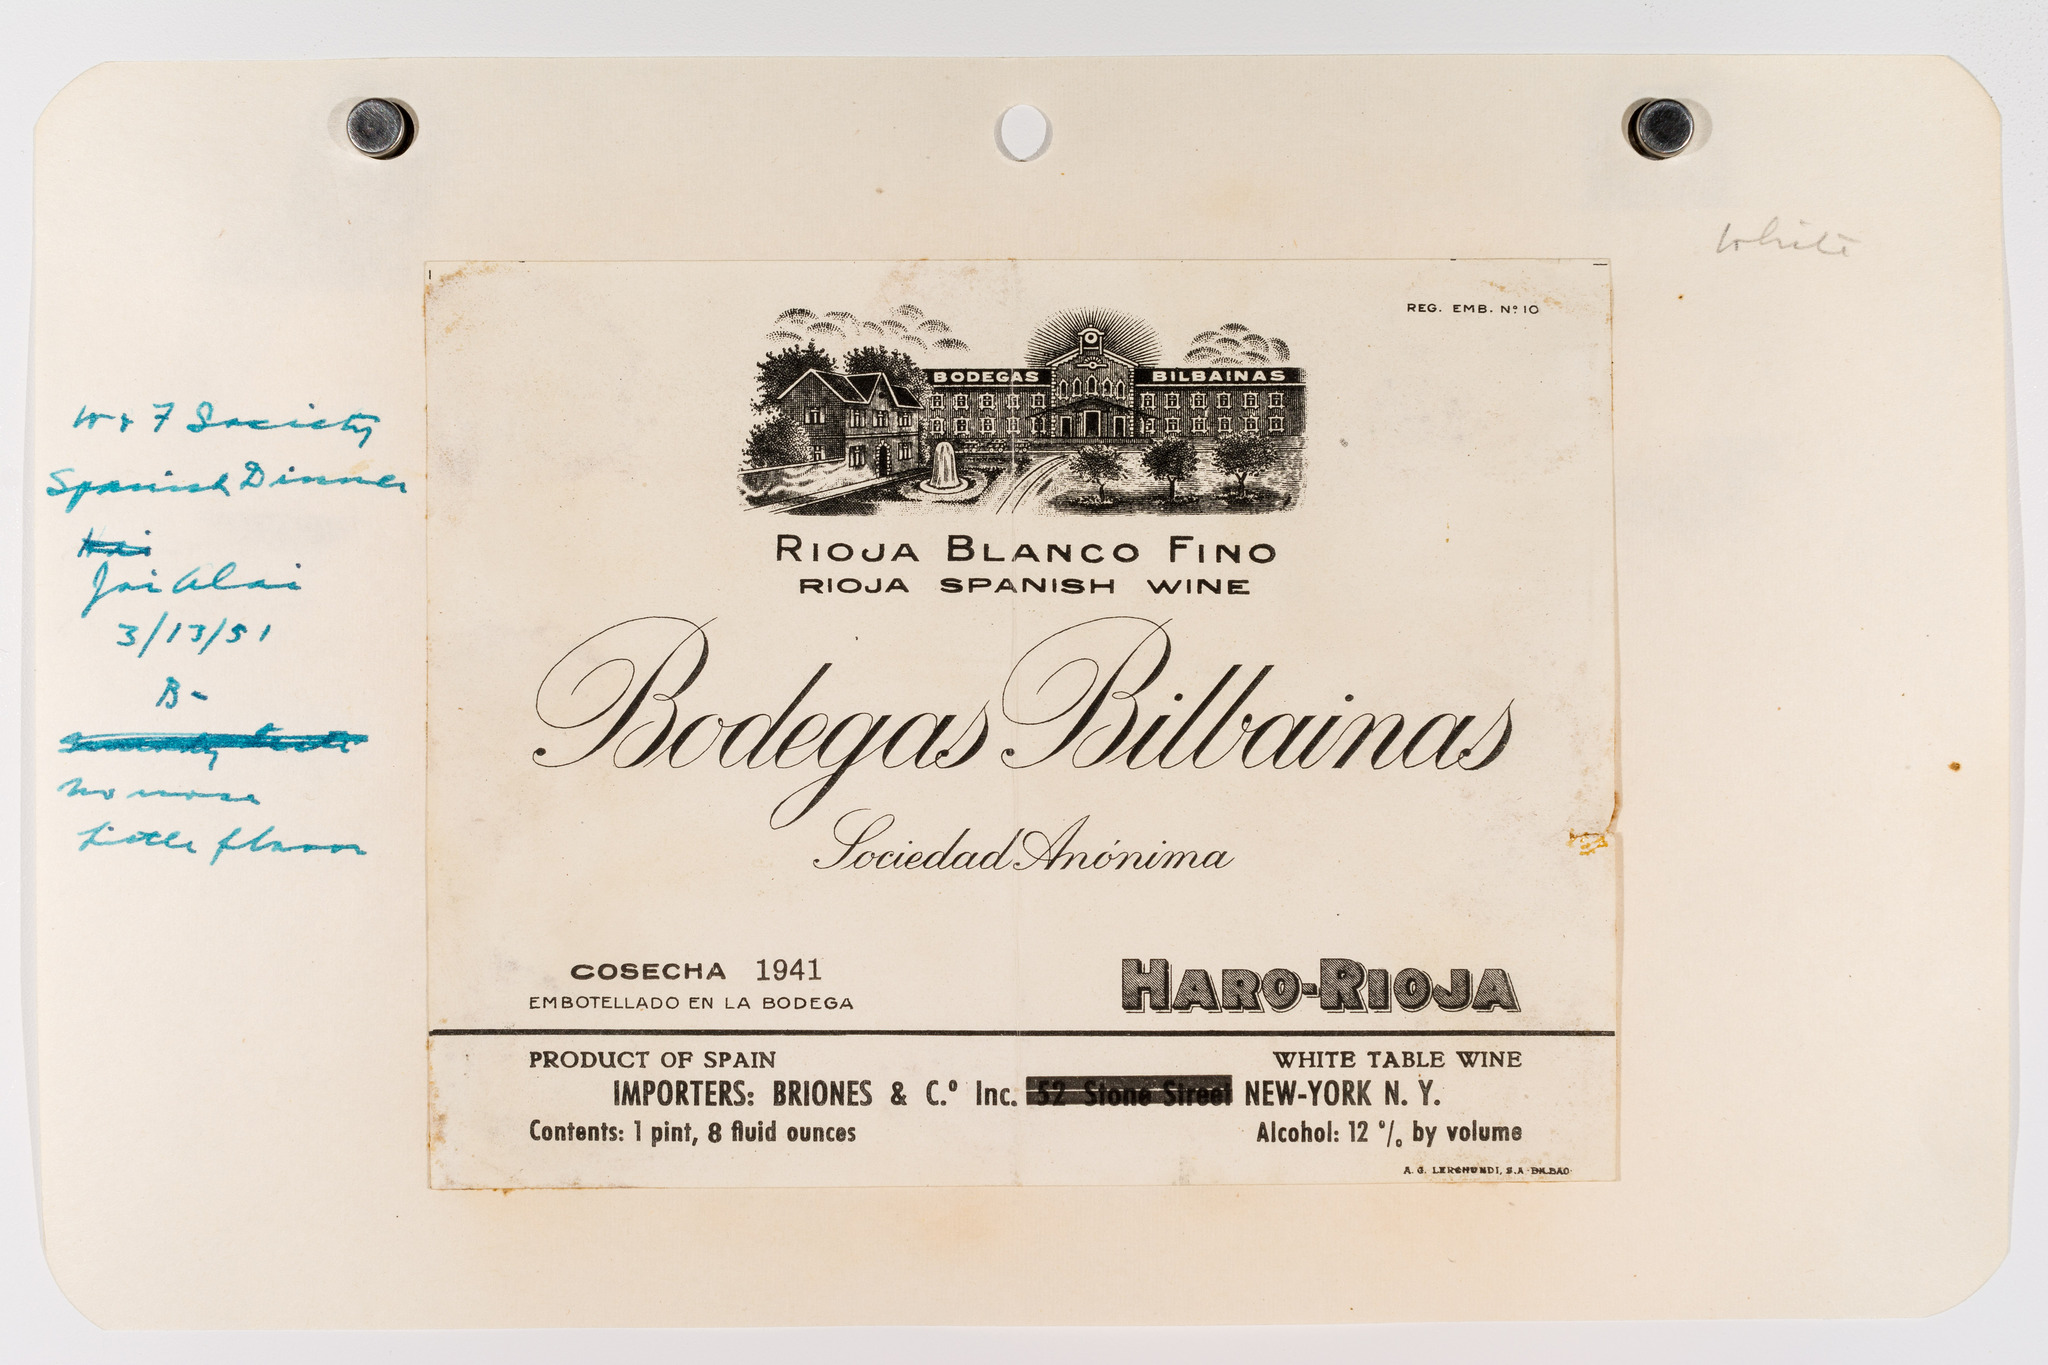 White
W & F Society
Spanish Dinner
Hai
Jai Alai
3/13/51
B-
no nose
Little flavor
REG. EMB. Nº 10
BODEGAS BILBAINAS
RIOJA BLANCO FINO
RIOJA SPANISH WINE
Bodegas Bilbainas
Sociedad Anónima
COSECHA 1941
EMBOTELLADO EN LA BODEGA
HARO-RIOJA
PRODUCT OF SPAIN
WHITE TABLE WINE
IMPORTERS: BRIONES & C.º Inc. 52 Stone Street NEW-YORK N. Y.
Contents: 1 pint, 8 fluid ounces
Alcohol: 12 % by volume
A. G. LERCHUNDI, S.A-BILBAO-